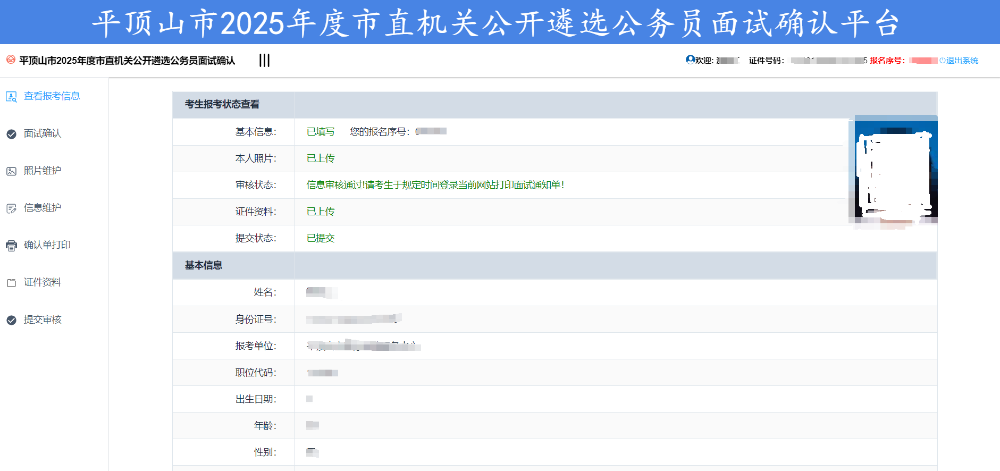 平顶山市2025年度市直机关公开遴选公务员面试确认平台
平顶山市2025年度市直机关公开遴选公务员面试确认
欢迎: 证件号码： 5 报名序号： 退出系统
查看报考信息
面试确认
照片维护
信息维护
确认单打印
证件资料
提交审核
考生报考状态查看
基本信息： 已填写 您的报名序号：
本人照片： 已上传
审核状态： 信息审核通过!请考生于规定时间登录当前网站打印面试通知单！
证件资料： 已上传
提交状态： 已提交
基本信息
姓名：
身份证号：
报考单位：
职位代码：
出生日期：
年龄：
性别：